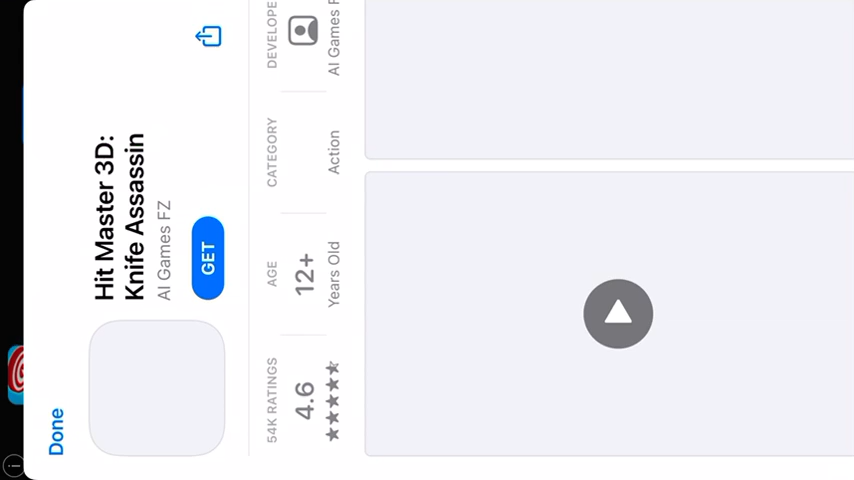 Done
Hit Master 3D:
Knife Assassin
AI Games FZ
GET
54K RATINGS
4.6
AGE
12+
Years Old
CATEGORY
Action
DEVELOPE
AI Games F